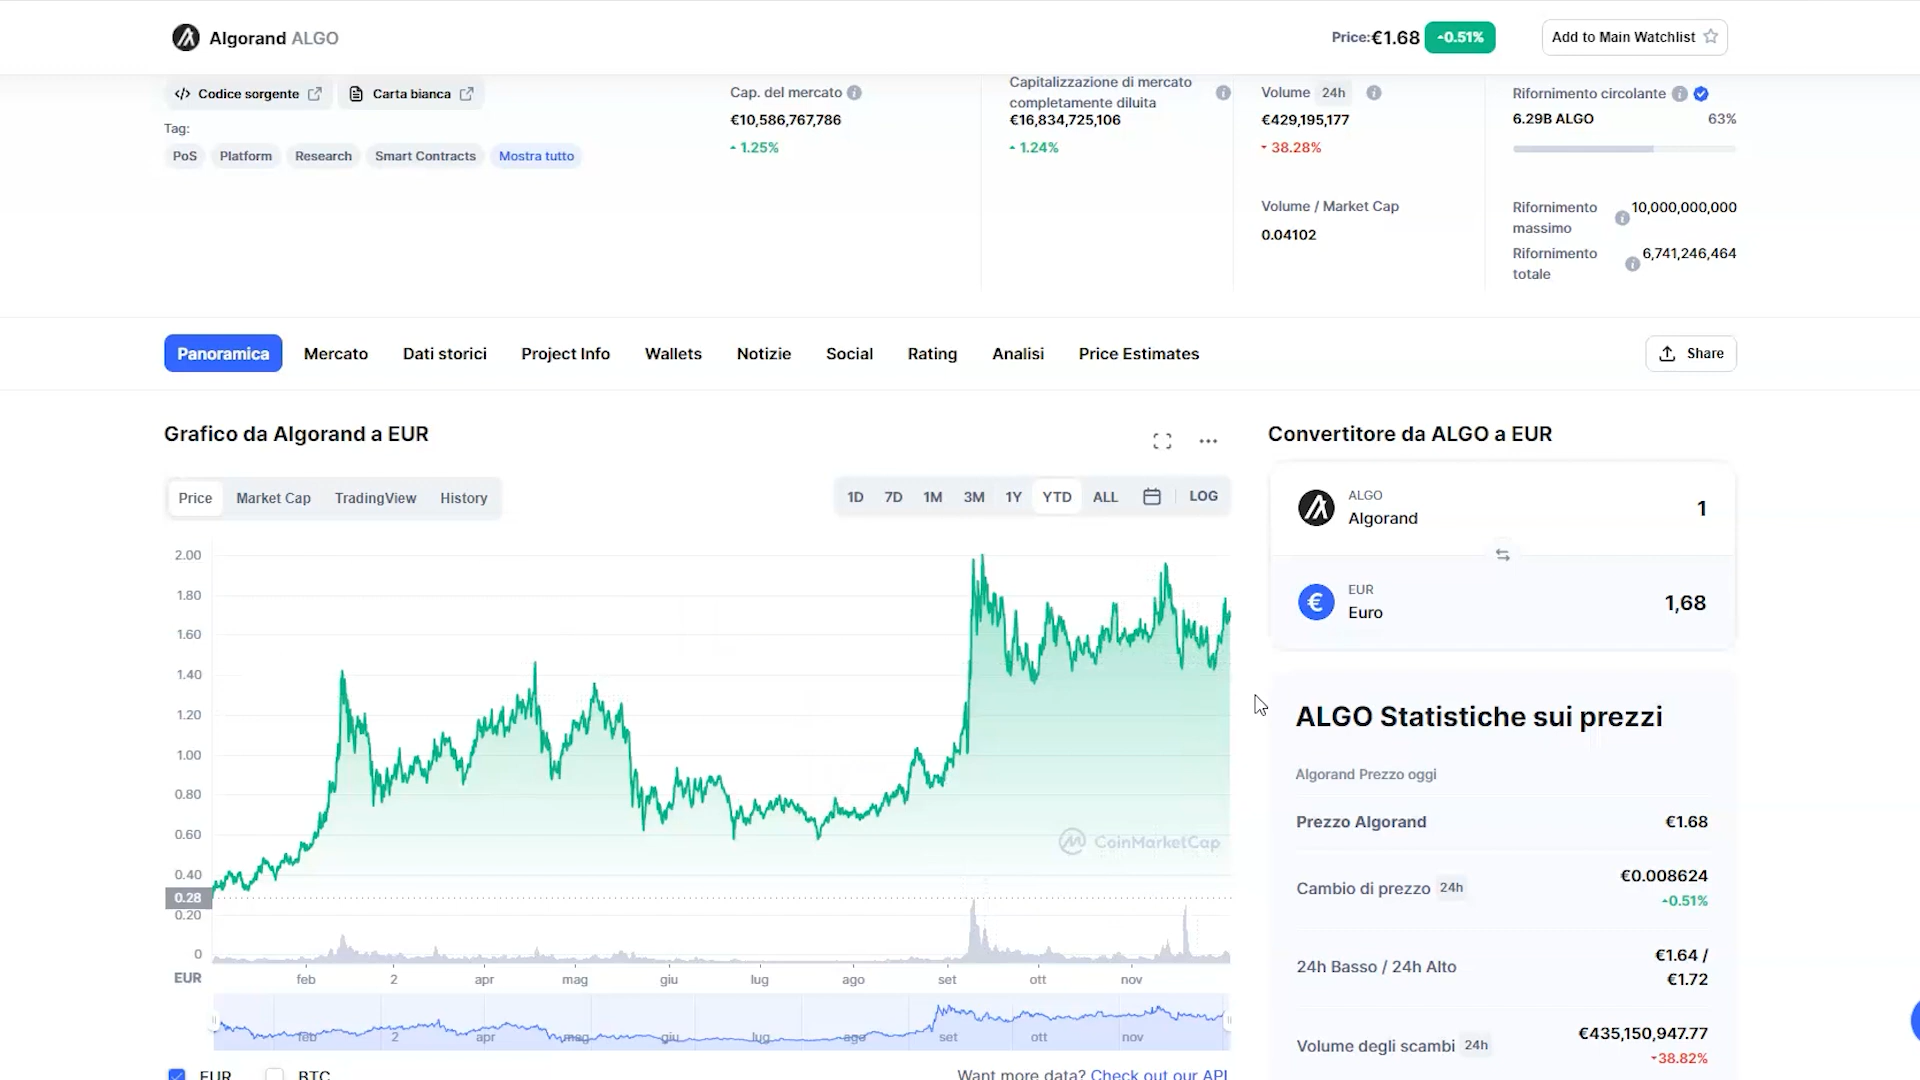 Algorand ALGO
Price:€1.68 0.51%
Add to Main Watchlist
Codice sorgente
Carta bianca
Tag:
PoS Platform Research Smart Contracts Mostra tutto
Cap. del mercato
€10,586,767,786
1.25%
Capitalizzazione di mercato
completamente diluita
€16,834,725,106
1.24%
Volume 24h
€429,195,177
38.28%
Volume / Market Cap
0.04102
Rifornimento circolante
6.29B ALGO 63%
Rifornimento
massimo
10,000,000,000
Rifornimento
totale
6,741,246,464
Panoramica Mercato Dati storici Project Info Wallets Notizie Social Rating Analisi Price Estimates
Share
Grafico da Algorand a EUR
Price Market Cap TradingView History
1D 7D 1M 3M 1Y YTD ALL LOG
2.00
1.80
1.60
1.40
1.20
1.00
0.80
0.60
0.40
0.28
0.20
0
CoinMarketCap
EUR
feb 2 apr mag giu lug ago set ott nov
feb 2 apr mag giu lug ago set ott nov
EUR BTC
Want more data? Check out our API
Convertitore da ALGO a EUR
ALGO
Algorand
1
EUR
Euro
1,68
ALGO Statistiche sui prezzi
Algorand Prezzo oggi
Prezzo Algorand €1.68
Cambio di prezzo 24h
€0.008624
0.51%
24h Basso / 24h Alto
€1.64 /
€1.72
Volume degli scambi 24h
€435,150,947.77
38.82%